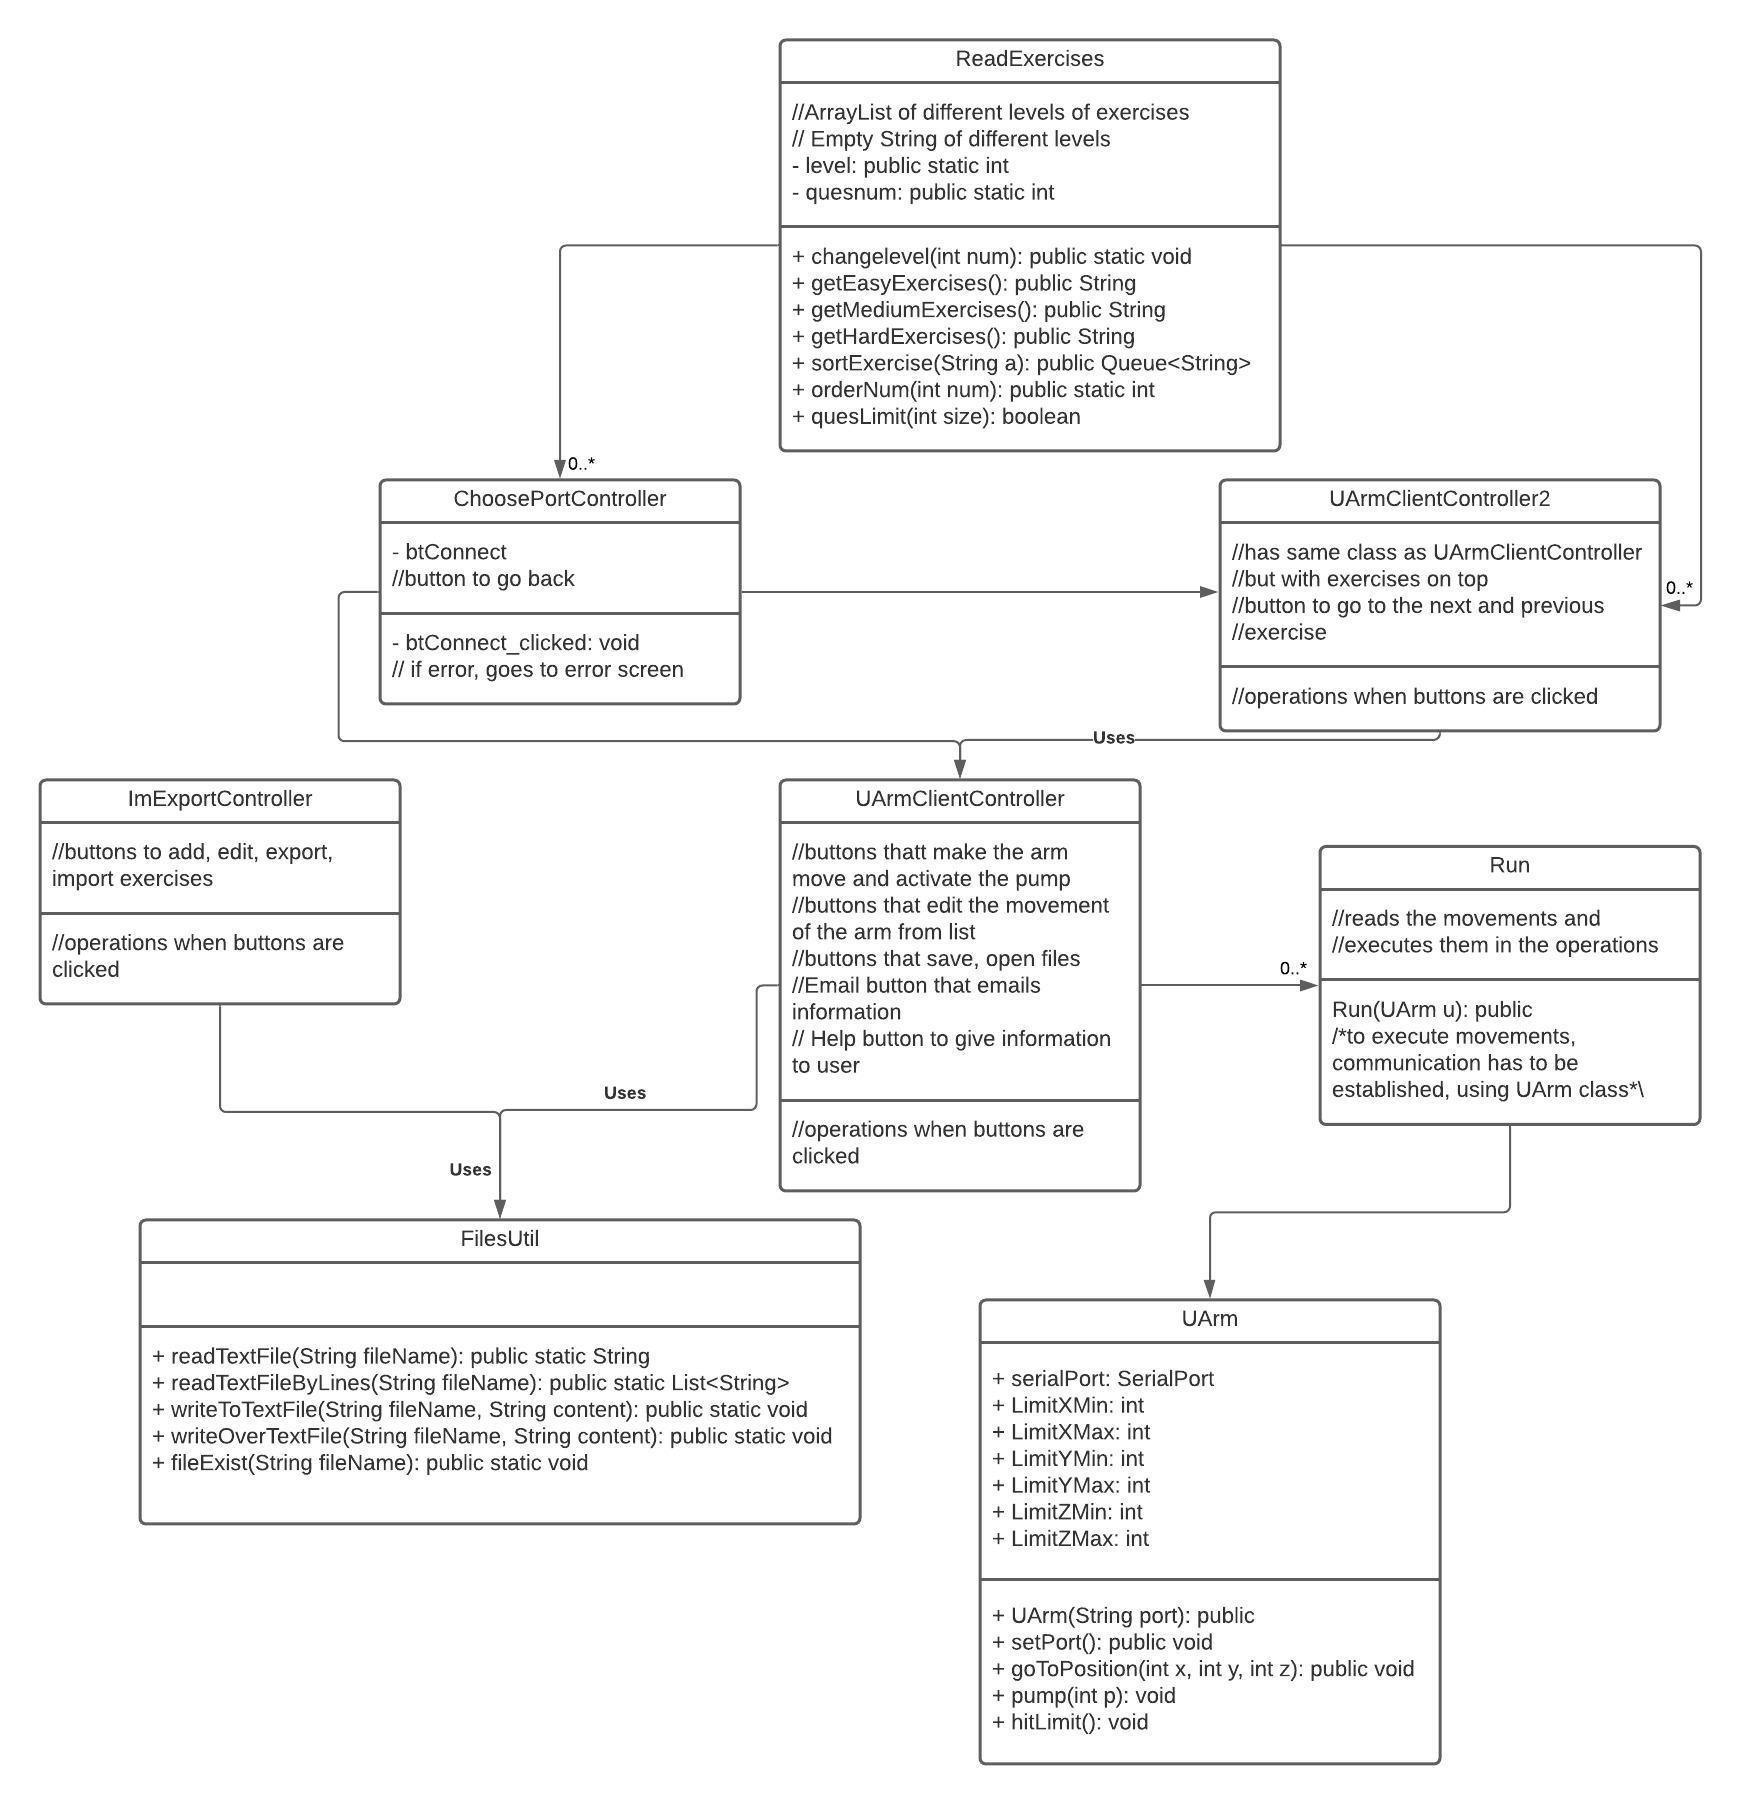 ReadExercises
//ArrayList of different levels of exercises
// Empty String of different levels
- level: public static int
- quesnum: public static int
+ changelevel(int num): public static void
+ getEasyExercises(): public String
+ getMediumExercises(): public String
+ getHardExercises(): public String
+ sortExercise(String a): public Queue<String>
+ orderNum(int num): public static int
+ quesLimit(int size): boolean
0..*
ChoosePortController
- btConnect
//button to go back
- btConnect_clicked: void
// if error, goes to error screen
UArmClientController2
//has same class as UArmClientController
//but with exercises on top
//button to go to the next and previous
//exercise
//operations when buttons are clicked
0..*
Uses
ImExportController
//buttons to add, edit, export,
import exercises
//operations when buttons are
clicked
UArmClientController
//buttons thatt make the arm
move and activate the pump
//buttons that edit the movement
of the arm from list
//buttons that save, open files
//Email button that emails
information
// Help button to give information
to user
//operations when buttons are
clicked
0..*
Run
//reads the movements and
//executes them in the operations
Run(UArm u): public
/*to execute movements,
communication has to be
established, using UArm class*\
Uses
Uses
FilesUtil
+ readTextFile(String fileName): public static String
+ readTextFileByLines(String fileName): public static List<String>
+ writeToTextFile(String fileName, String content): public static void
+ writeOverTextFile(String fileName, String content): public static void
+ fileExist(String fileName): public static void
UArm
+ serialPort: SerialPort
+ LimitXMin: int
+ LimitXMax: int
+ LimitYMin: int
+ LimitYMax: int
+ LimitZMin: int
+ LimitZMax: int
+ UArm(String port): public
+ setPort(): public void
+ goToPosition(int x, int y, int z): public void
+ pump(int p): void
+ hitLimit(): void